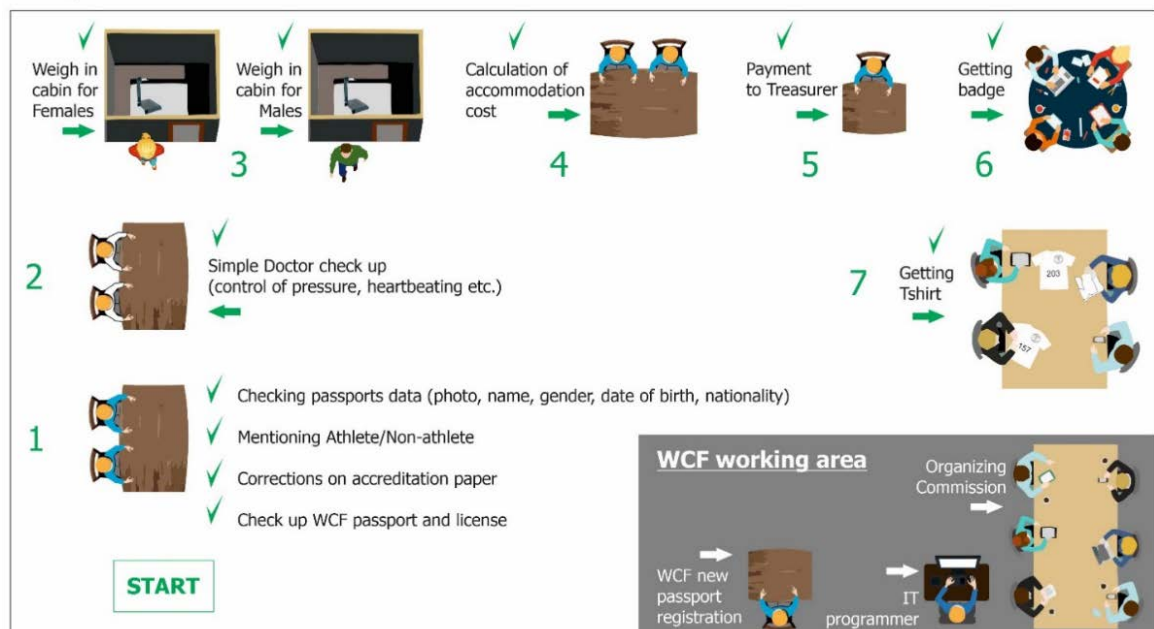 Weigh in
cabin for
Females
Weigh in
cabin for
Males
3
Calculation of
accommodation
cost
4
Payment
to Treasurer
5
Getting
badge
6
2
Simple Doctor check up
(control of pressure, heartbeating etc.)
7
Getting
Tshirt
203
157
1
Checking passports data (photo, name, gender, date of birth, nationality)
Mentioning Athlete/Non-athlete
Corrections on accreditation paper
Check up WCF passport and license
START
WCF working area
Organizing
Commission
WCF new
passport
registration
IT
programmer